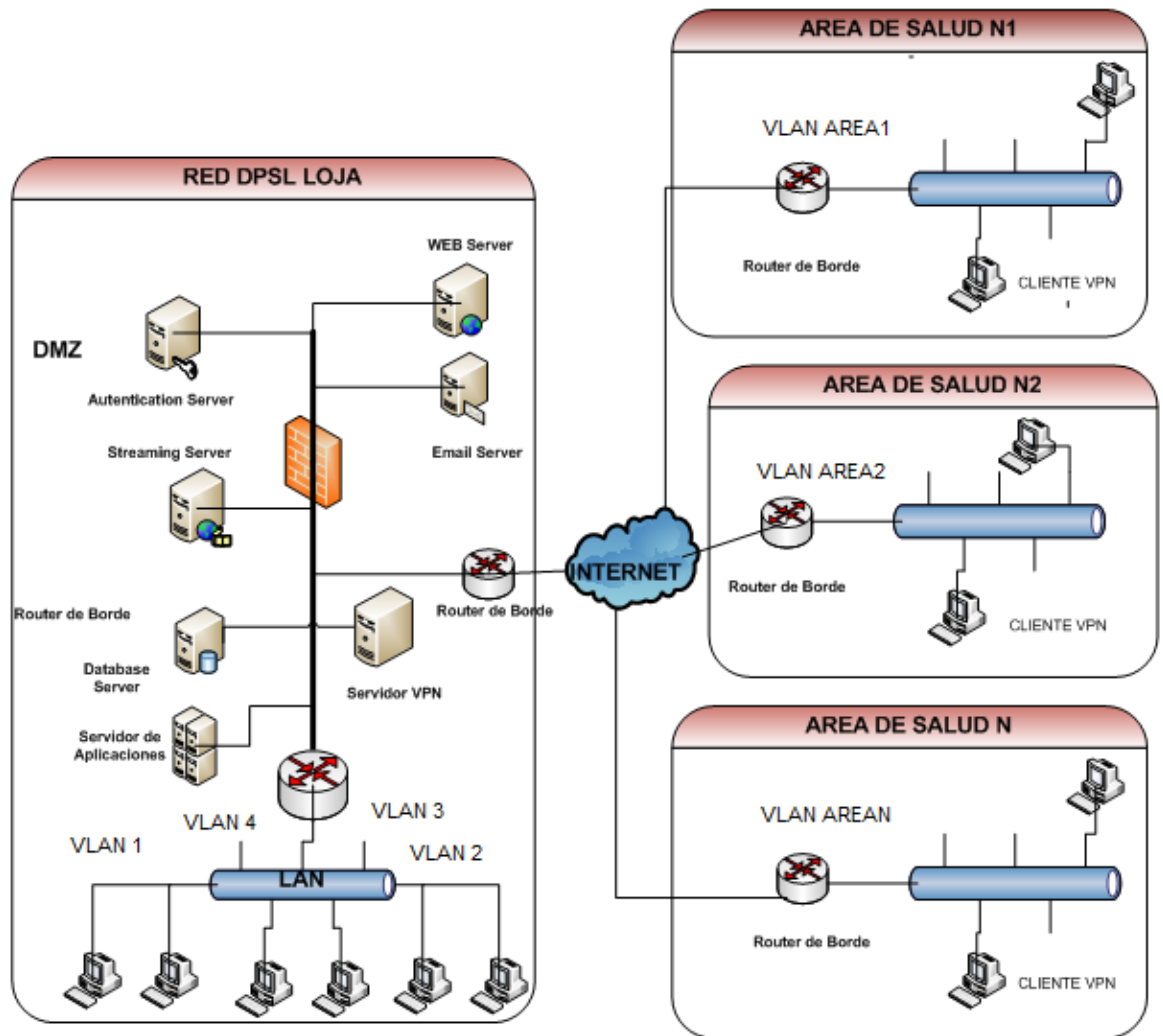 RED DPSL LOJA
WEB Server
DMZ
Autentication Server
Streaming Server
Email Server
Router de Borde
Router de Borde
Database
Server
Servidor VPN
Servidor de
Aplicaciones
VLAN 4
VLAN 3
VLAN 1
VLAN 2
LAN
INTERNET
AREA DE SALUD N1
VLAN AREA1
Router de Borde
CLIENTE VPN
AREA DE SALUD N2
VLAN AREA2
Router de Borde
CLIENTE VPN
AREA DE SALUD N
VLAN AREAN
Router de Borde
CLIENTE VPN